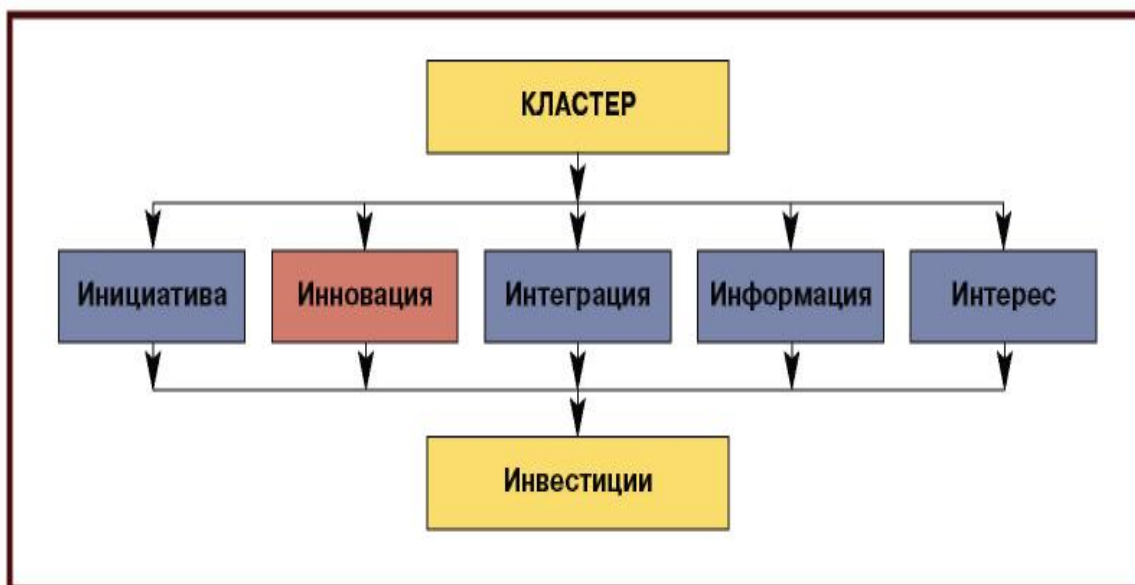 КЛАСТЕР
Инициатива
Инновация
Интеграция
Информация
Интерес
Инвестиции